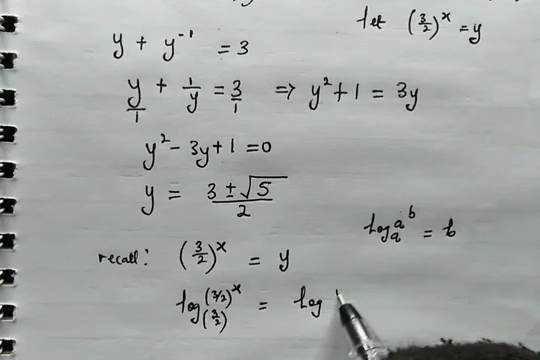 let (3/2)^x = y
y + y^-1 = 3
y/1 + 1/y = 3/1 => y^2 + 1 = 3y
y^2 - 3y + 1 = 0
y = (3 ± √5)/2
log_a a^b = b
recall: (3/2)^x = y
log_(3/2) (3/2)^x = log